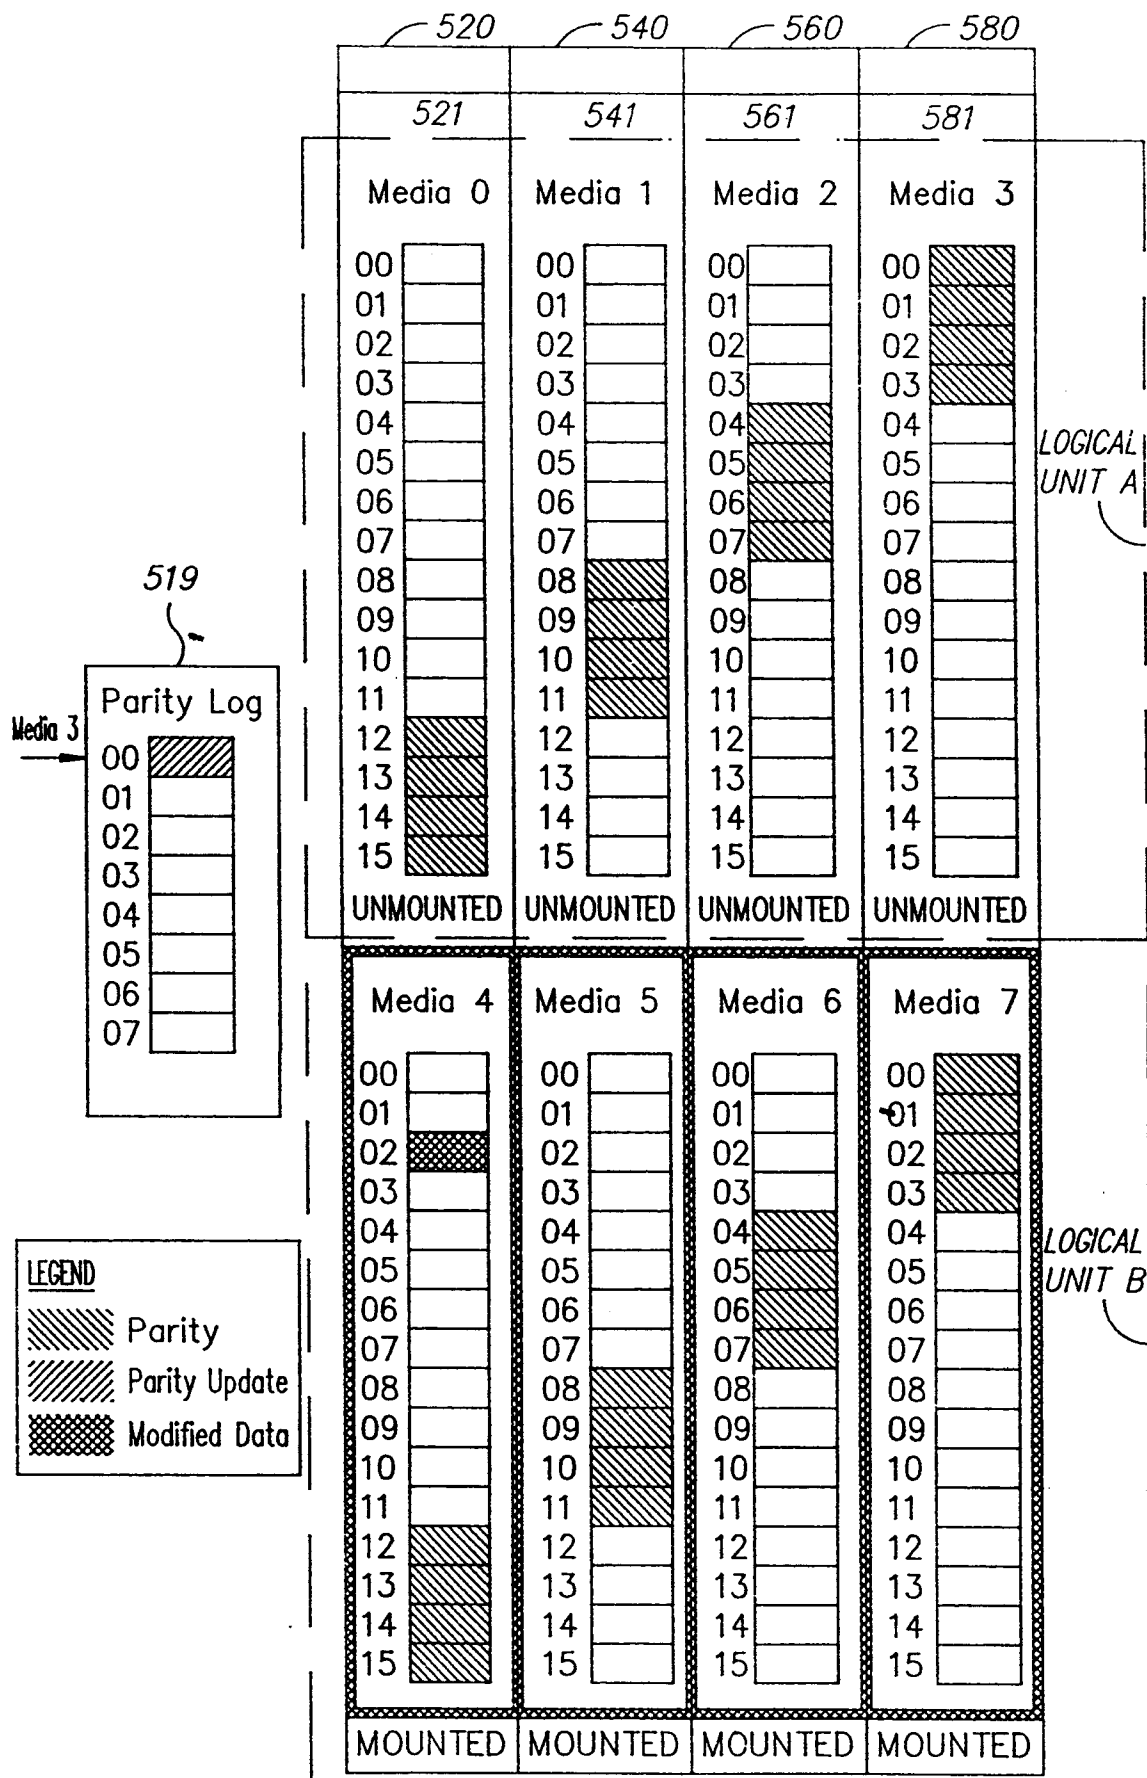 520 540 560 580
521 541 561 581
Media 0 Media 1 Media 2 Media 3
00 00 00 00
01 01 01 01
02 02 02 02
03 03 03 03
04 04 04 04
05 05 05 05
06 06 06 06
07 07 07 07
08 08 08 08
09 09 09 09
10 10 10 10
11 11 11 11
12 12 12 12
13 13 13 13
14 14 14 14
15 15 15 15
UNMOUNTED UNMOUNTED UNMOUNTED UNMOUNTED
LOGICAL
UNIT A
519
Parity Log
Media 3
00
01
02
03
04
05
06
07
Media 4 Media 5 Media 6 Media 7
00 00 00 00
01 01 01 01
02 02 02 02
03 03 03 03
04 04 04 04
05 05 05 05
06 06 06 06
07 07 07 07
08 08 08 08
09 09 09 09
10 10 10 10
11 11 11 11
12 12 12 12
13 13 13 13
14 14 14 14
15 15 15 15
MOUNTED MOUNTED MOUNTED MOUNTED
LOGICAL
UNIT B
LEGEND
Parity
Parity Update
Modified Data